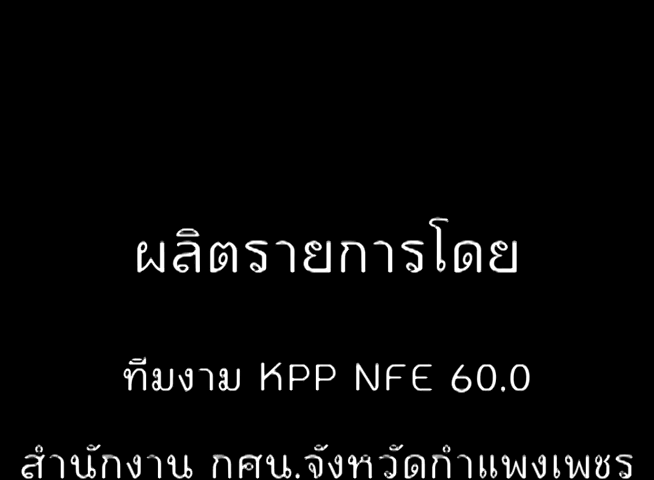 ผลิตรายการโดย
ทีมงาม KPP NFE 60.0
สำนักงาน กศน.จังหวัดกำแพงเพชร